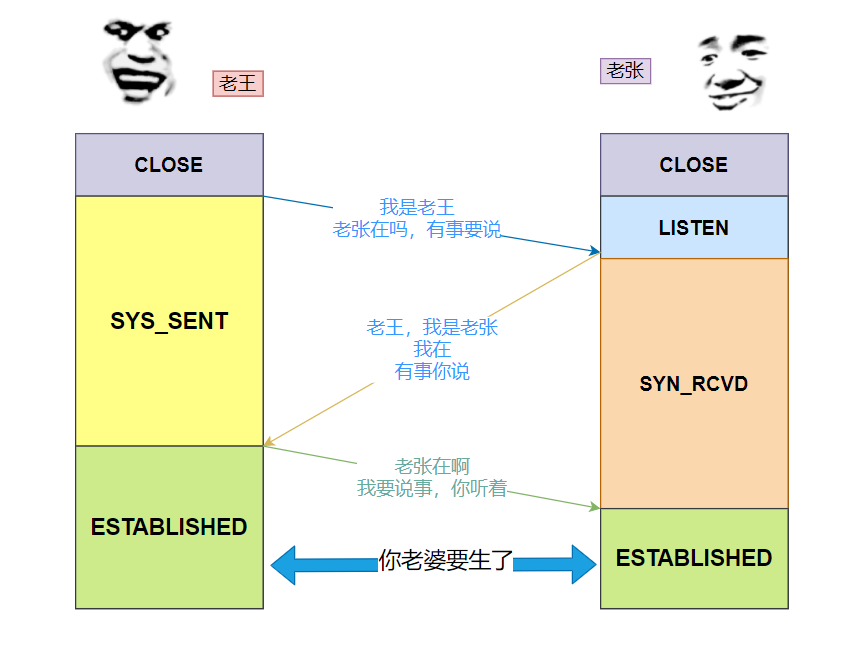 老王
老张
CLOSE
CLOSE
我是老王
老张在吗，有事要说
LISTEN
SYS_SENT
老王，我是老张
我在
有事你说
SYN_RCVD
老张在啊
我要说事，你听着
ESTABLISHED
你老婆要生了
ESTABLISHED